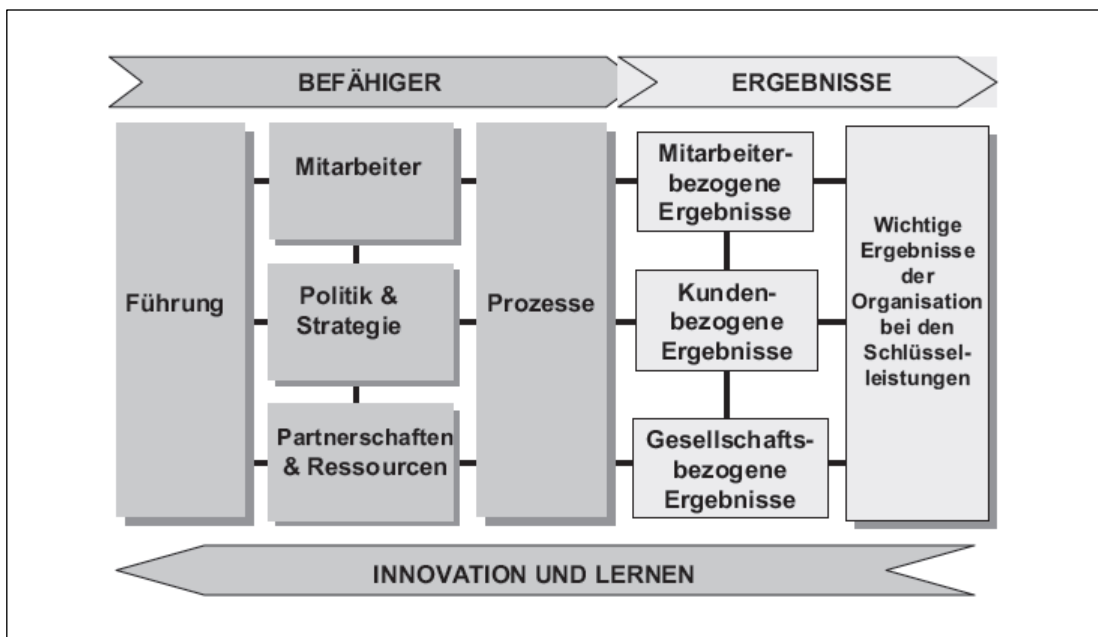 BEFÄHIGER
ERGEBNISSE
Führung
Mitarbeiter
Politik &
Strategie
Partnerschaften
& Ressourcen
Prozesse
Mitarbeiter-
bezogene
Ergebnisse
Kunden-
bezogene
Ergebnisse
Gesellschafts-
bezogene
Ergebnisse
Wichtige
Ergebnisse
der
Organisation
bei den
Schlüssel-
leistungen
INNOVATION UND LERNEN